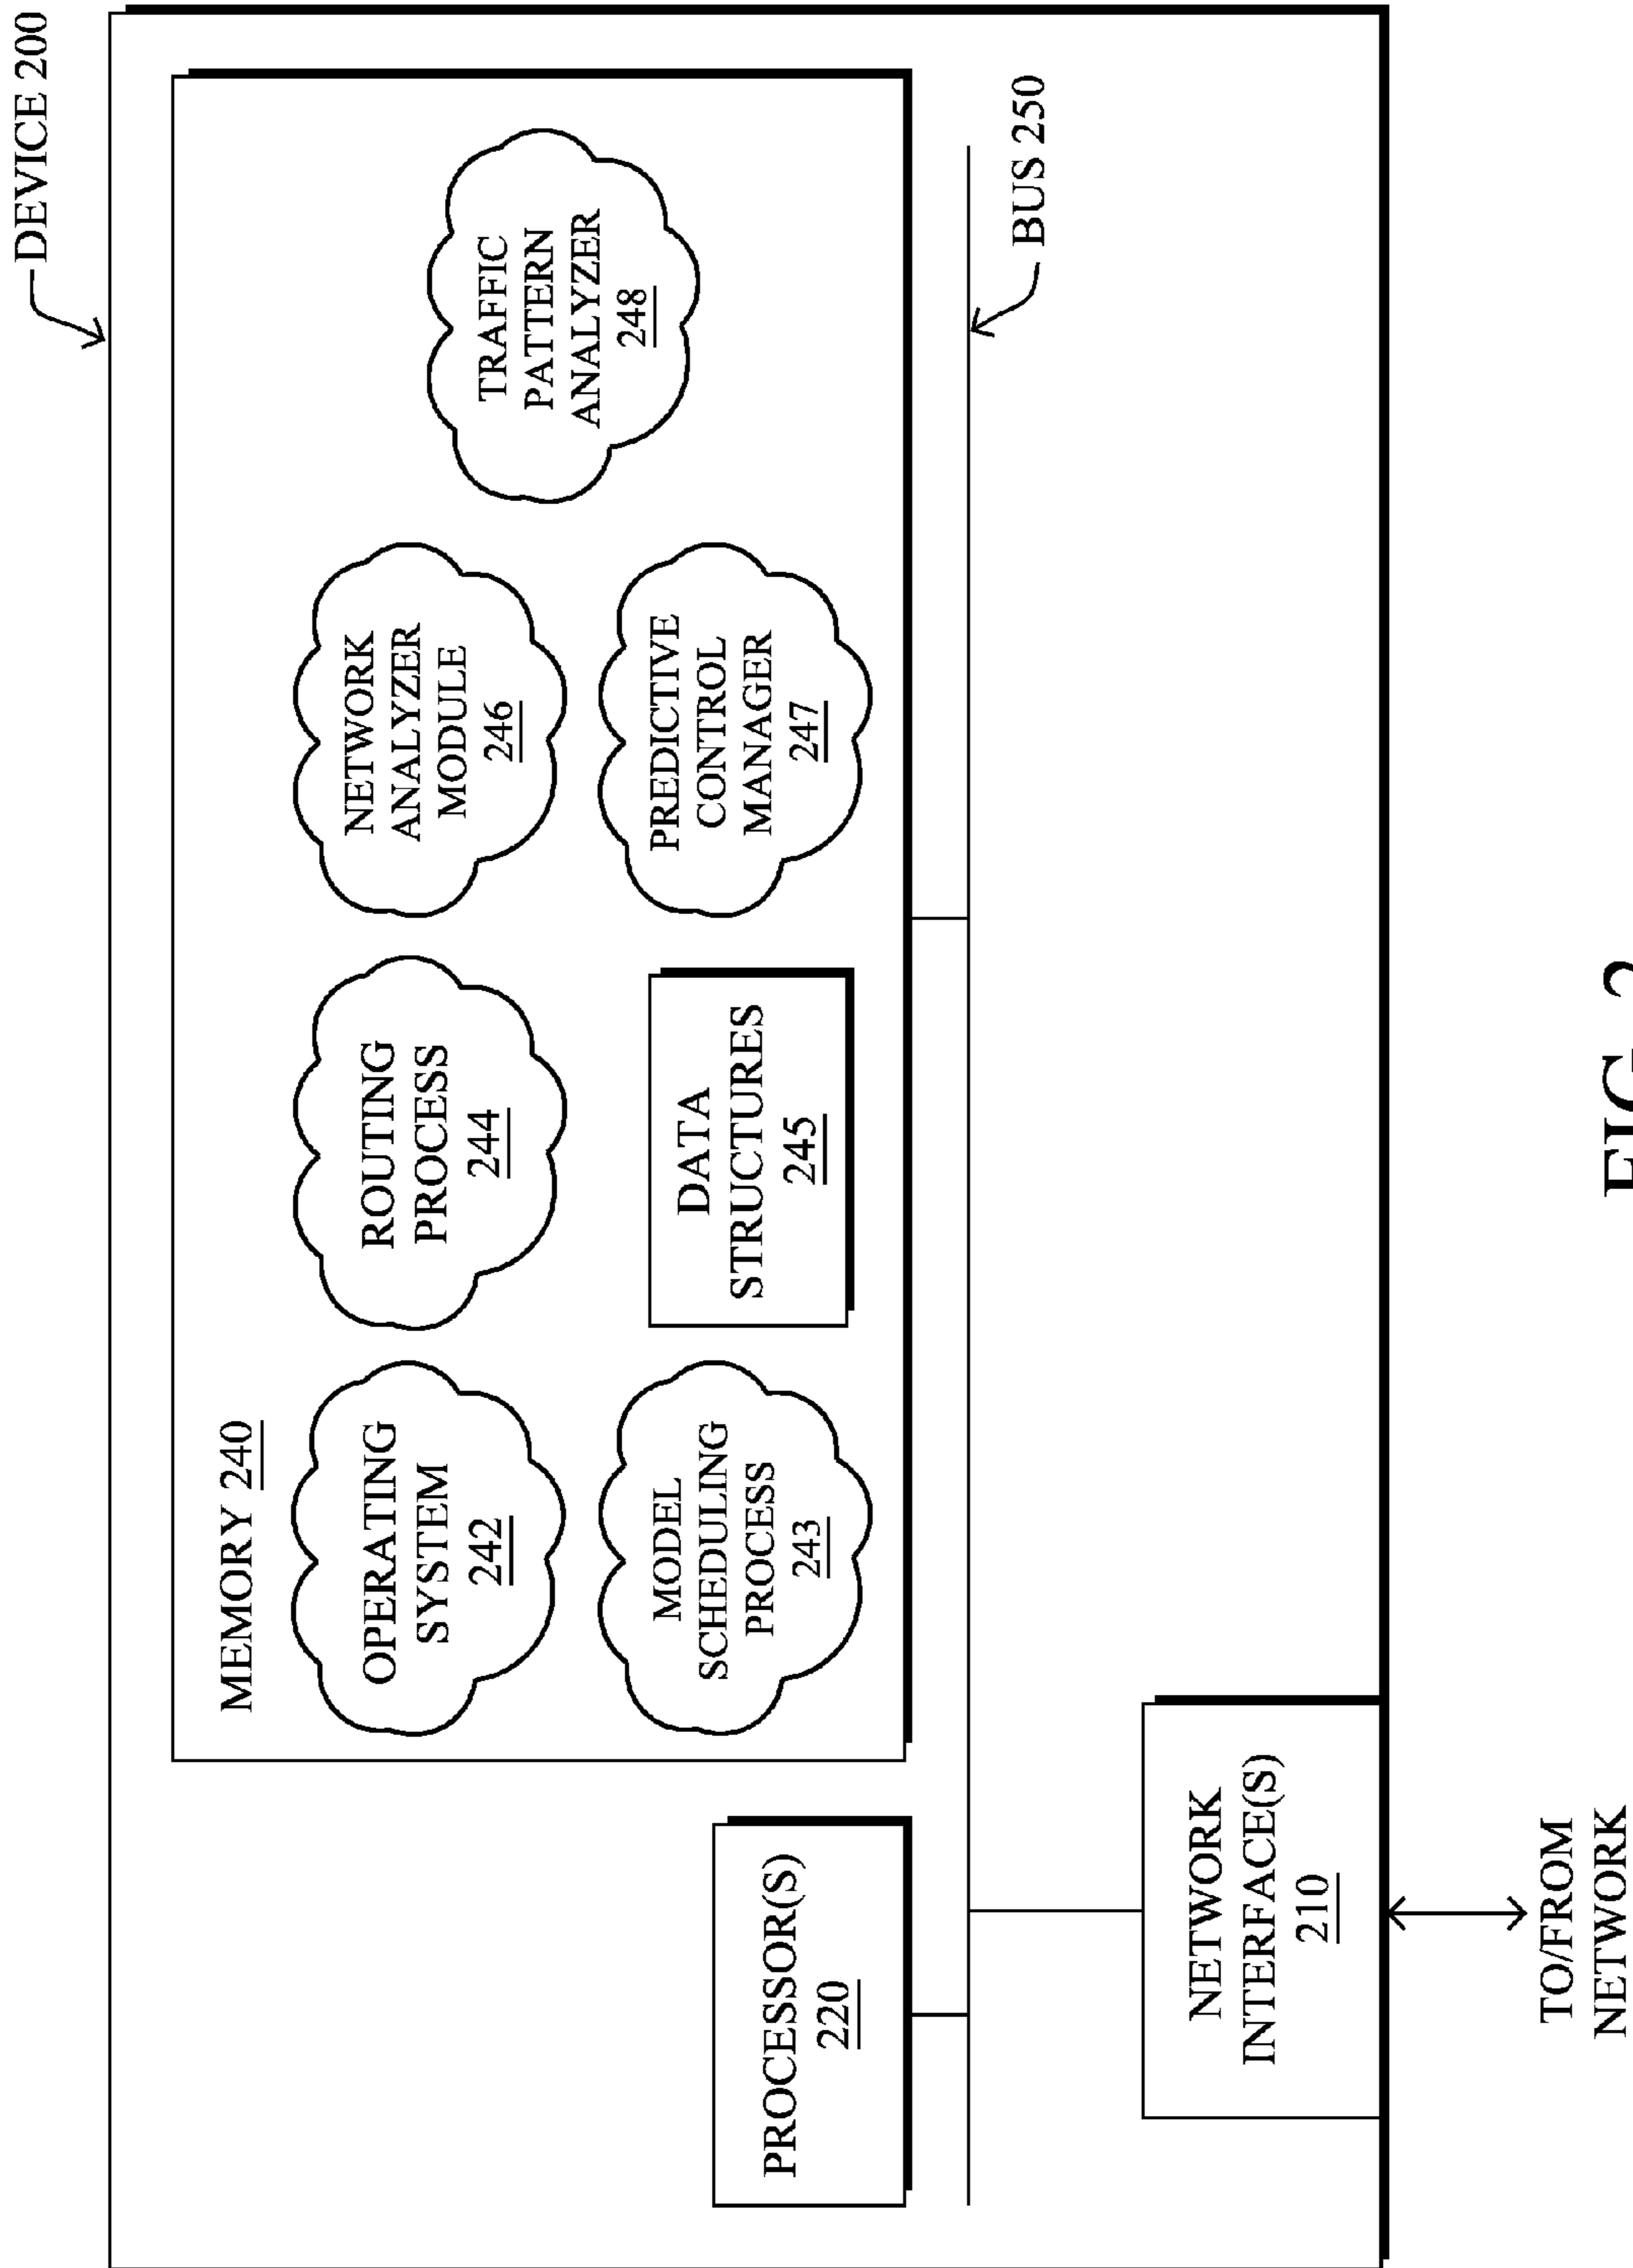 DEVICE 200
MEMORY 240
OPERATING
SYSTEM
242
ROUTING
PROCESS
244
NETWORK
ANALYZER
MODULE
246
TRAFFIC
PATTERN
ANALYZER
248
MODEL
SCHEDULING
PROCESS
243
DATA
STRUCTURES
245
PREDICTIVE
CONTROL
MANAGER
247
PROCESSOR(S)
220
BUS 250
NETWORK
INTERFACE(S)
210
TO/FROM
NETWORK
FIG. 2